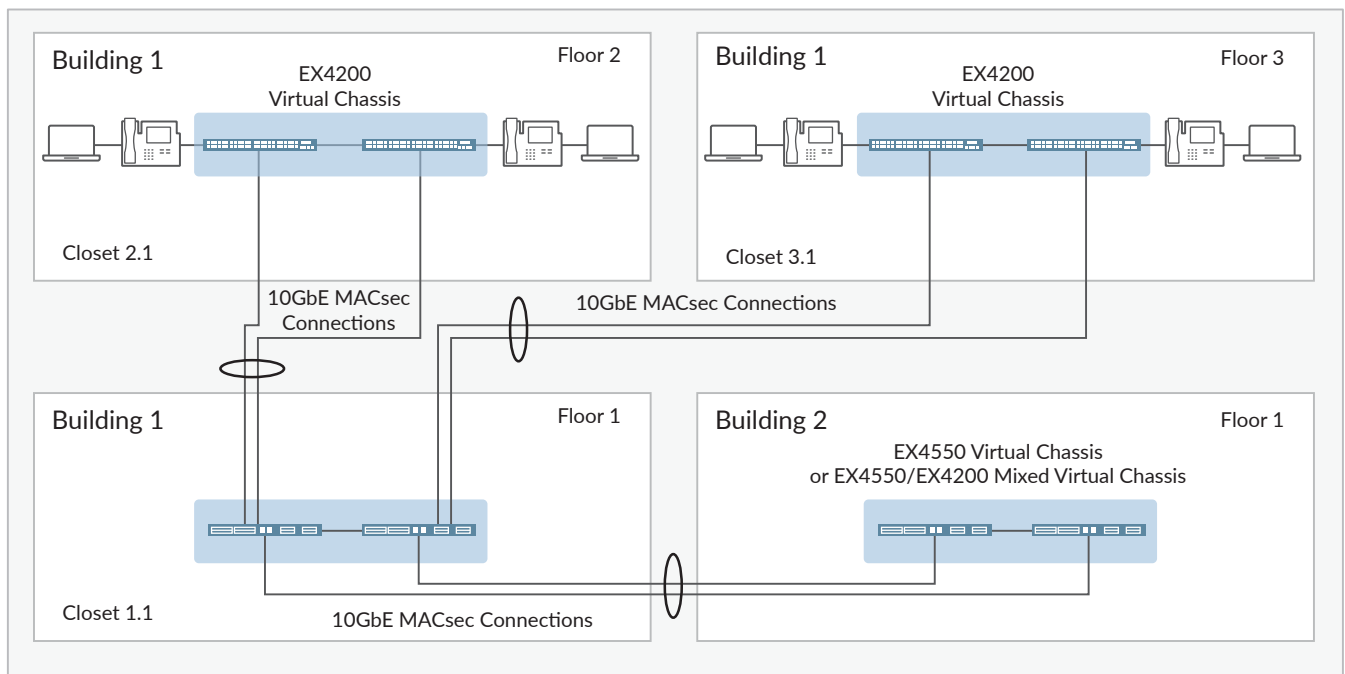 Building 1
Floor 2
EX4200
Virtual Chassis
Closet 2.1
Building 1
Floor 3
EX4200
Virtual Chassis
Closet 3.1
10GbE MACsec
Connections
10GbE MACsec Connections
Building 1
Floor 1
Closet 1.1
10GbE MACsec Connections
Building 2
Floor 1
EX4550 Virtual Chassis
or EX4550/EX4200 Mixed Virtual Chassis